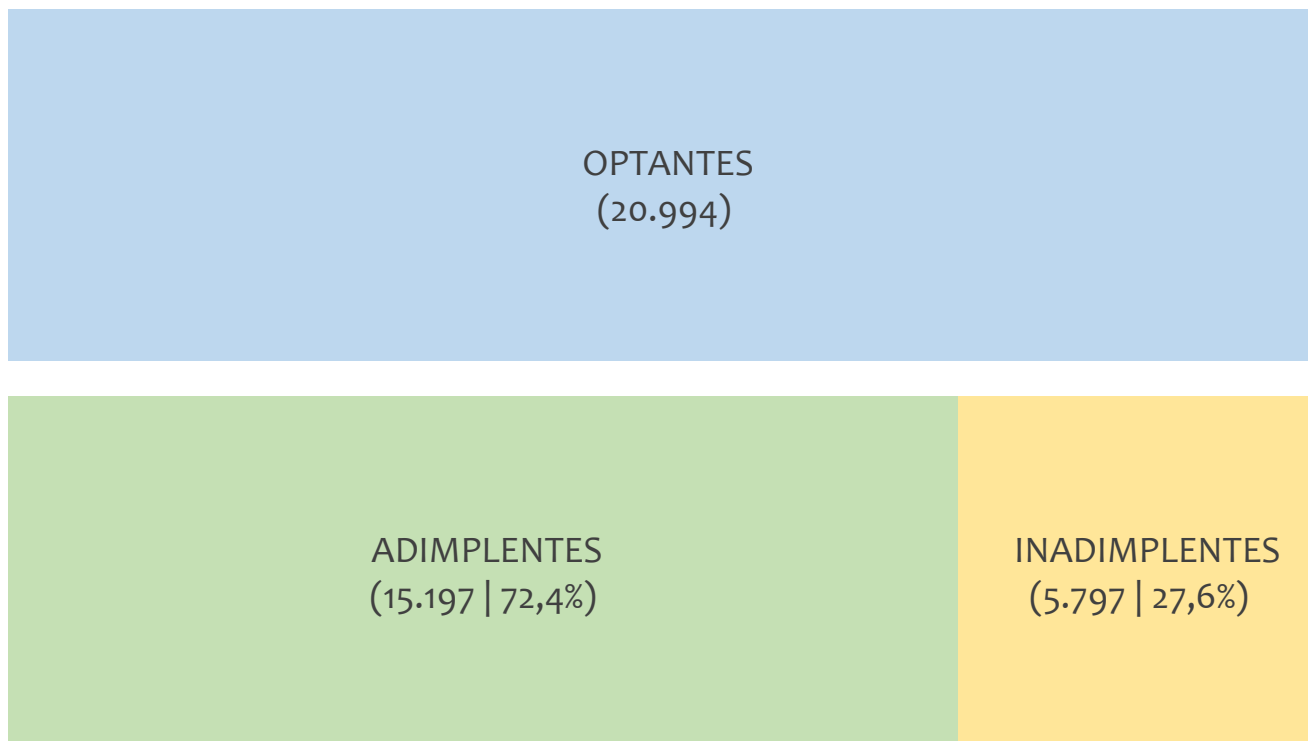 OPTANTES
(20.994)
ADIMPLENTES
(15.197 | 72,4%)
INADIMPLENTES
(5.797 | 27,6%)